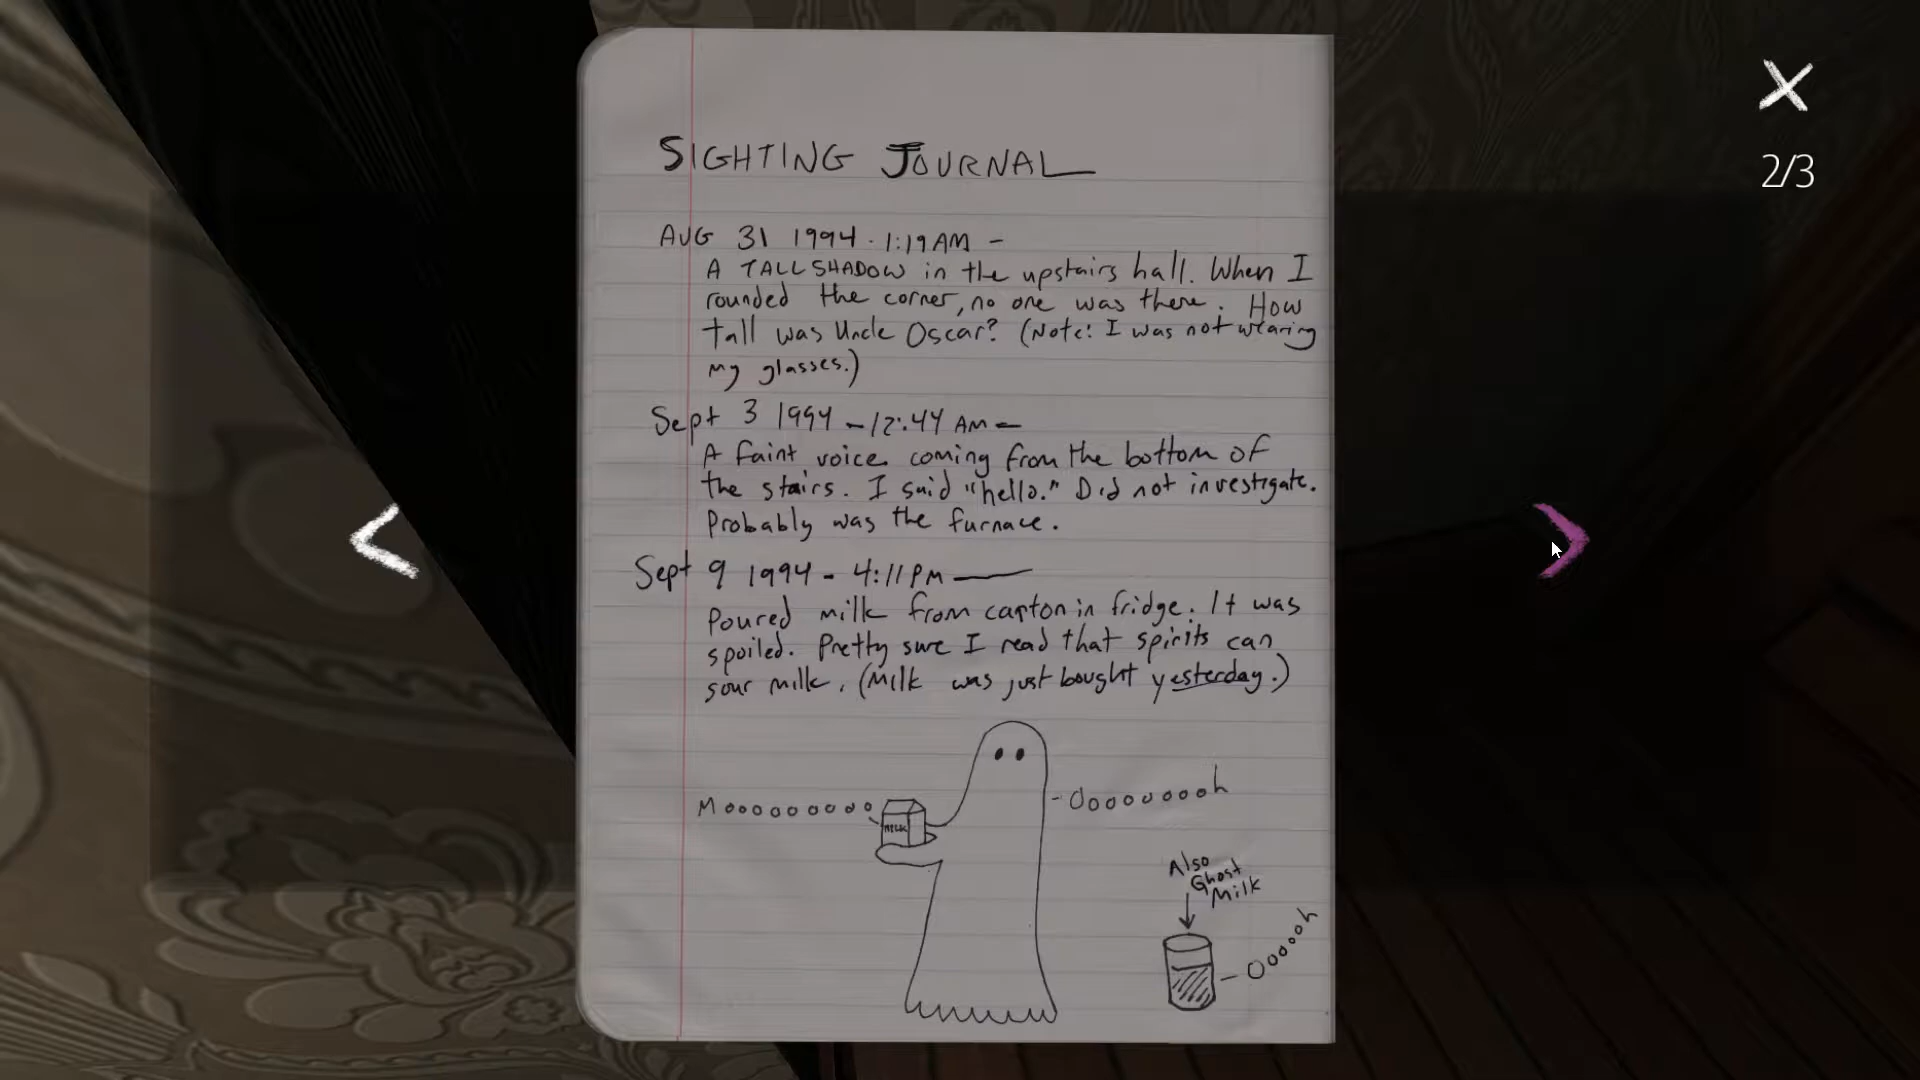 SIGHTING JOURNAL
2/3
AUG 31 1994 - 1:19 AM -
A TALL SHADOW in the upstairs hall. When I
rounded the corner, no one was there. How
tall was Uncle Oscar? (Note: I was not wearing
my glasses.)
Sept 3 1994 - 12:44 AM -
A faint voice coming from the bottom of
the stairs. I said "hello." Did not investigate.
Probably was the furnace.
Sept 9 1994 - 4:11 PM -
Poured milk from carton in fridge. It was
spoiled. Pretty sure I read that spirits can
sour milk. (Milk was just bought yesterday.)
Mooooooooo
MILK
- Ooooooooh
Also
Ghost
Milk
- Ooooooh